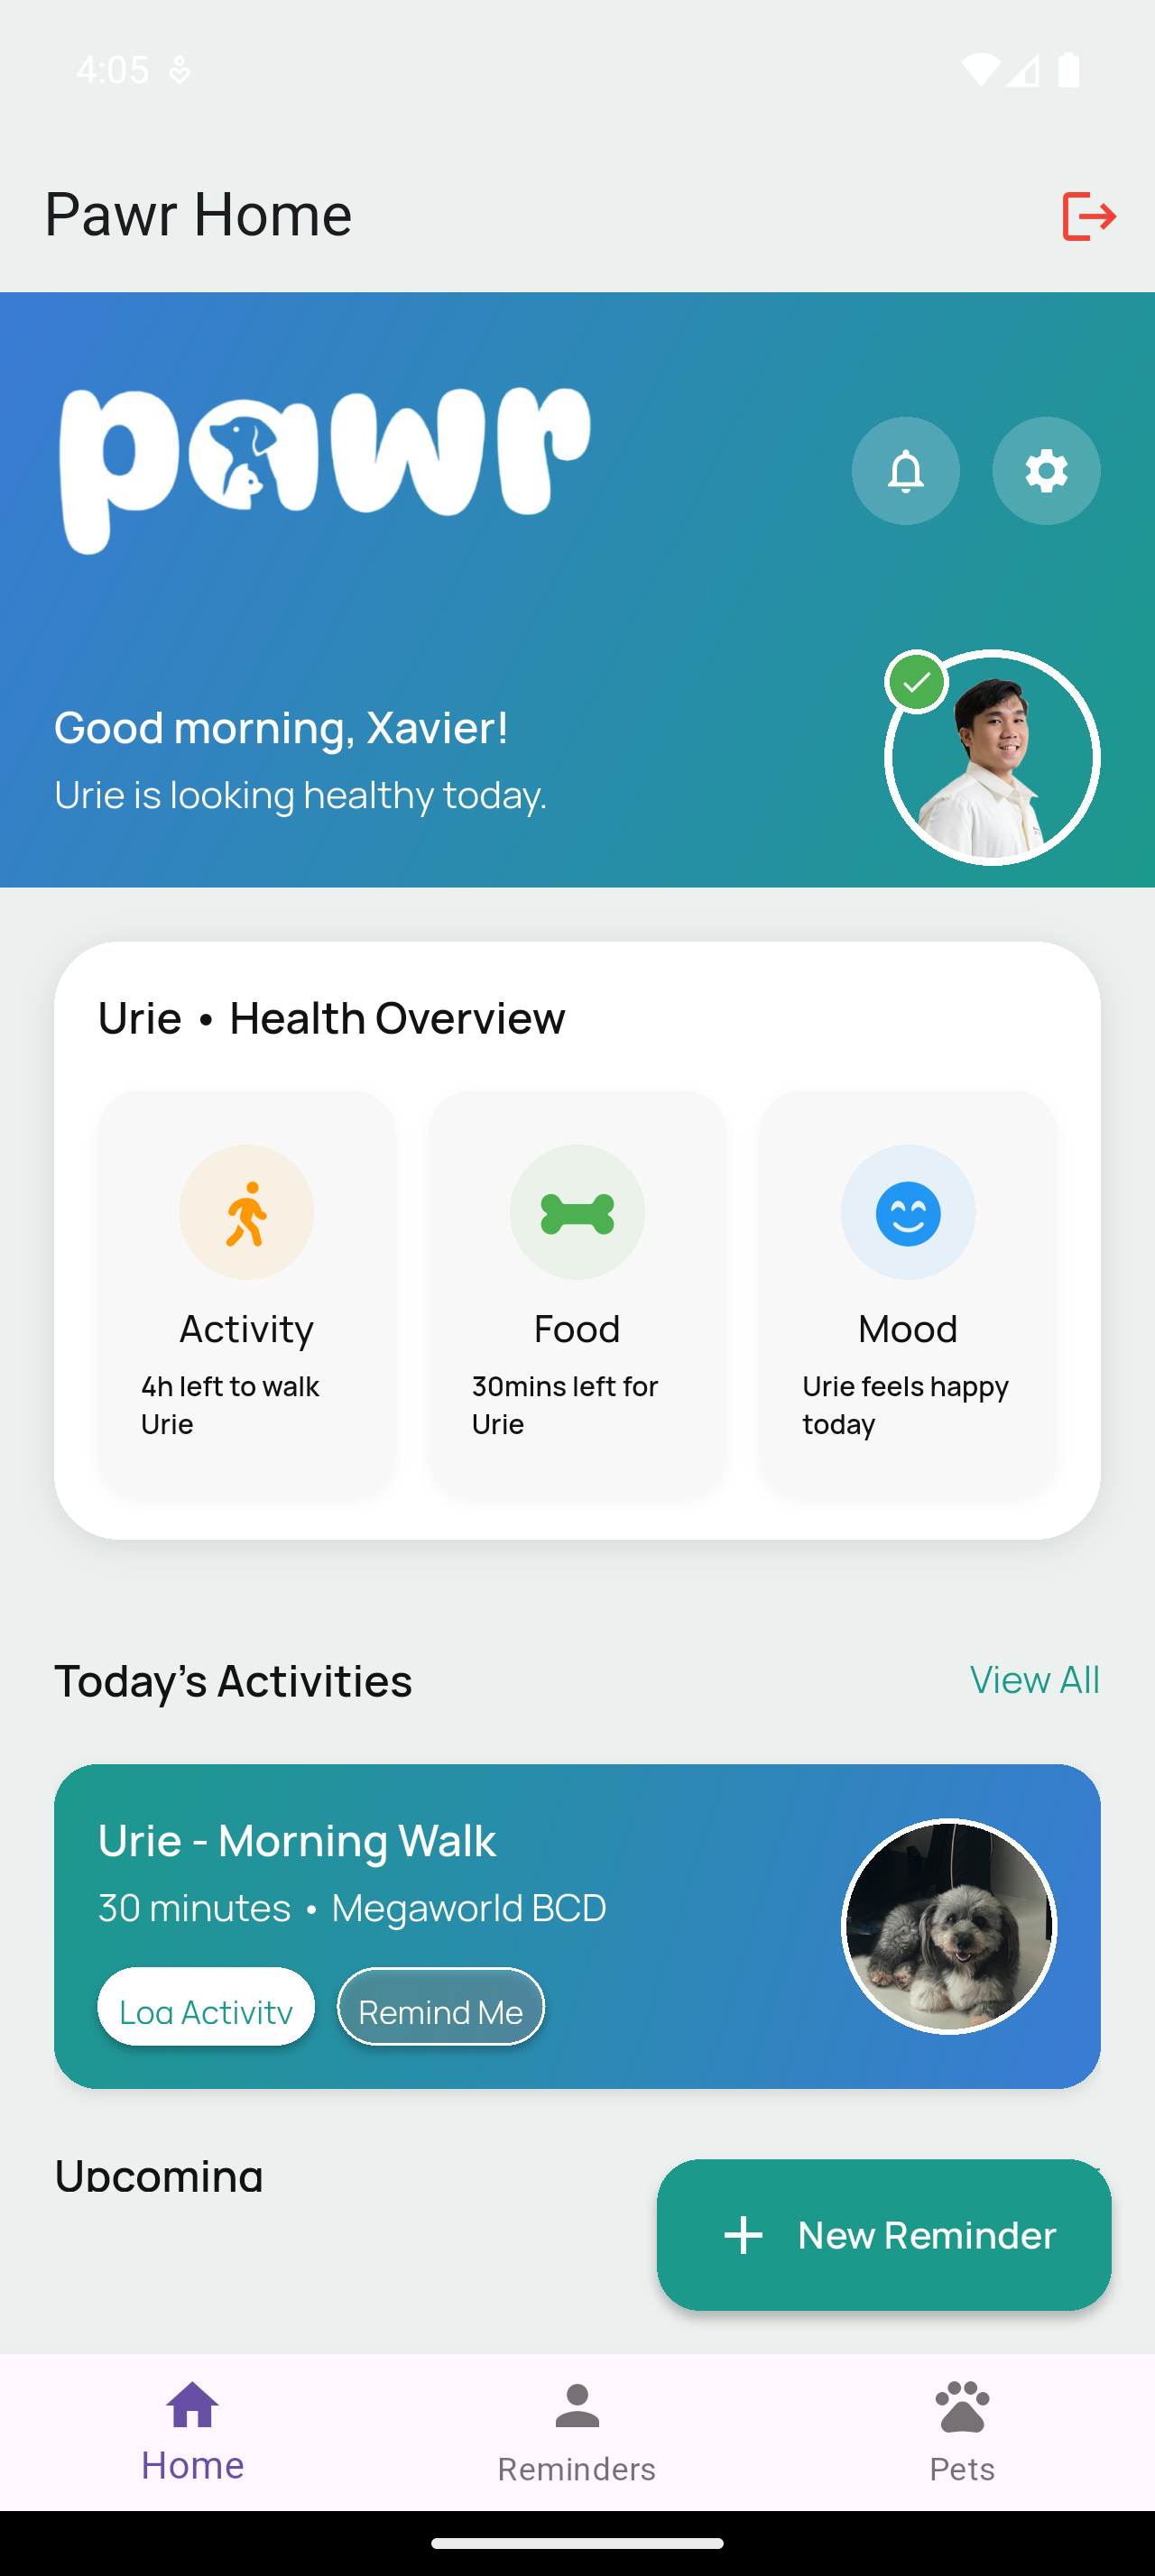 4:05
Pawr Home
pawr
Good morning, Xavier!
Urie is looking healthy today.
Urie • Health Overview
Activity
4h left to walk
Urie
Food
30mins left for
Urie
Mood
Urie feels happy
today
Today's Activities
View All
Urie - Morning Walk
30 minutes • Megaworld BCD
Log Activity
Remind Me
Upcoming
+ New Reminder
Home
Reminders
Pets